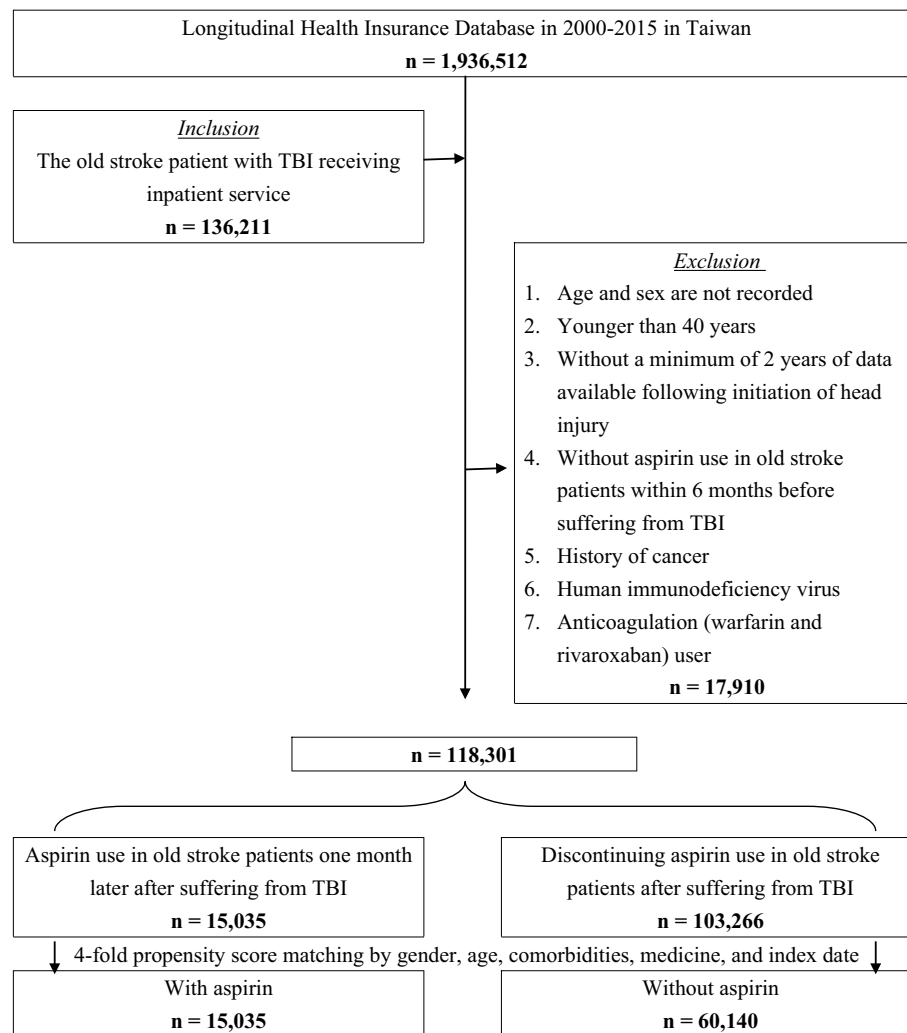 Longitudinal Health Insurance Database in 2000-2015 in Taiwan
n = 1,936,512
Inclusion
The old stroke patient with TBI receiving
inpatient service
n = 136,211
Exclusion
1. Age and sex are not recorded
2. Younger than 40 years
3. Without a minimum of 2 years of data
available following initiation of head
injury
4. Without aspirin use in old stroke
patients within 6 months before
suffering from TBI
5. History of cancer
6. Human immunodeficiency virus
7. Anticoagulation (warfarin and
rivaroxaban) user
n = 17,910
n = 118,301
Aspirin use in old stroke patients one month
later after suffering from TBI
n = 15,035
Discontinuing aspirin use in old stroke
patients after suffering from TBI
n = 103,266
4-fold propensity score matching by gender, age, comorbidities, medicine, and index date
With aspirin
n = 15,035
Without aspirin
n = 60,140